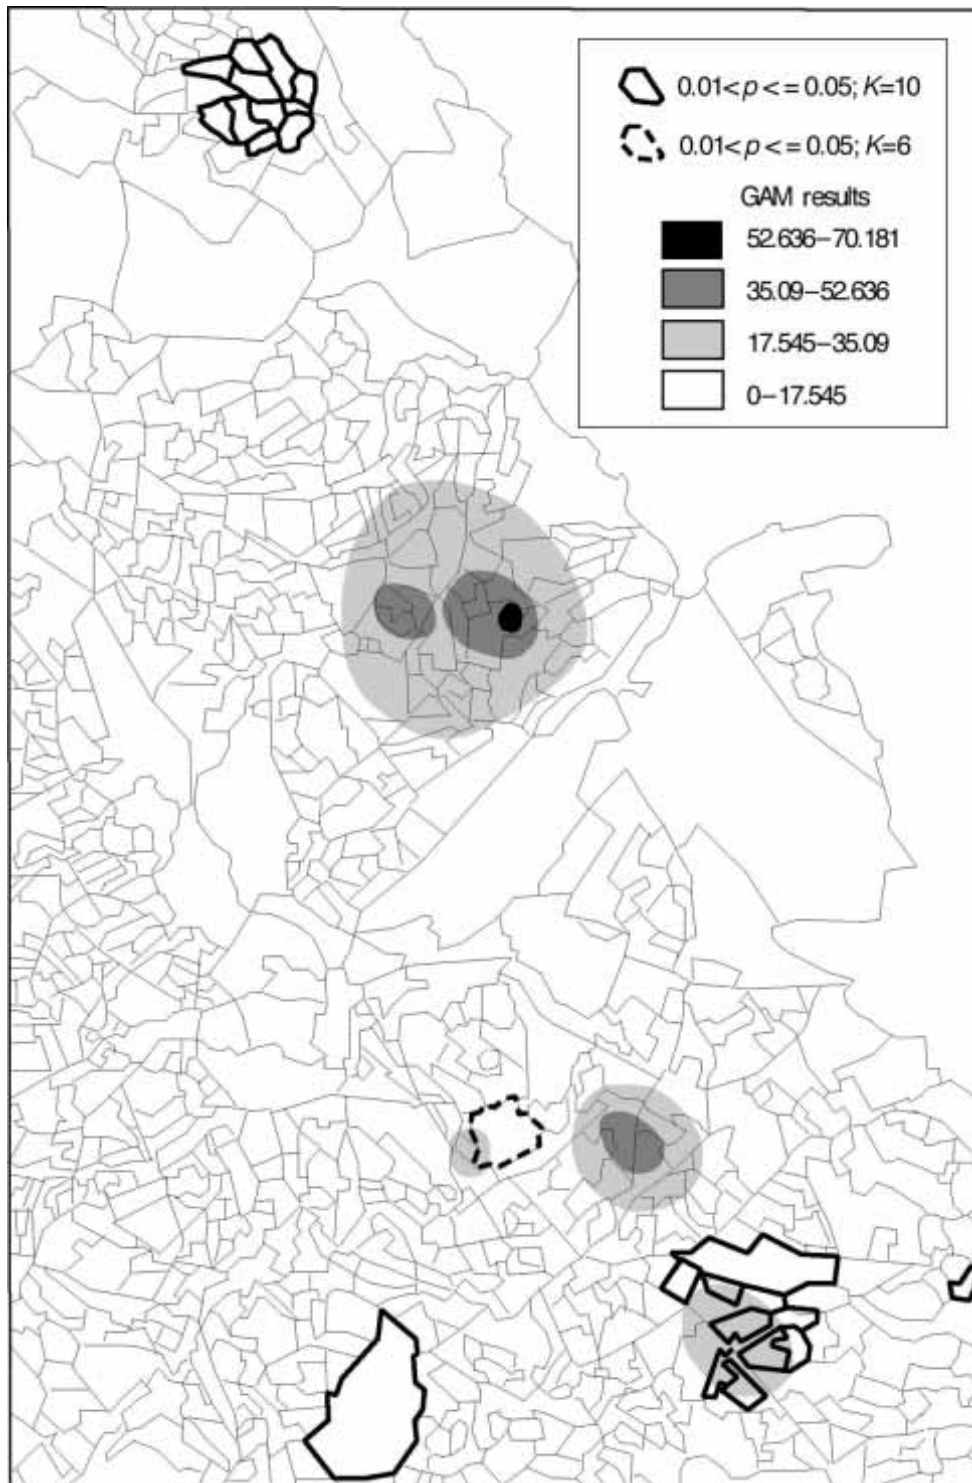 0.01< p <= 0.05; K=10
0.01< p <= 0.05; K=6
GAM results
52.636–70.181
35.09–52.636
17.545–35.09
0–17.545